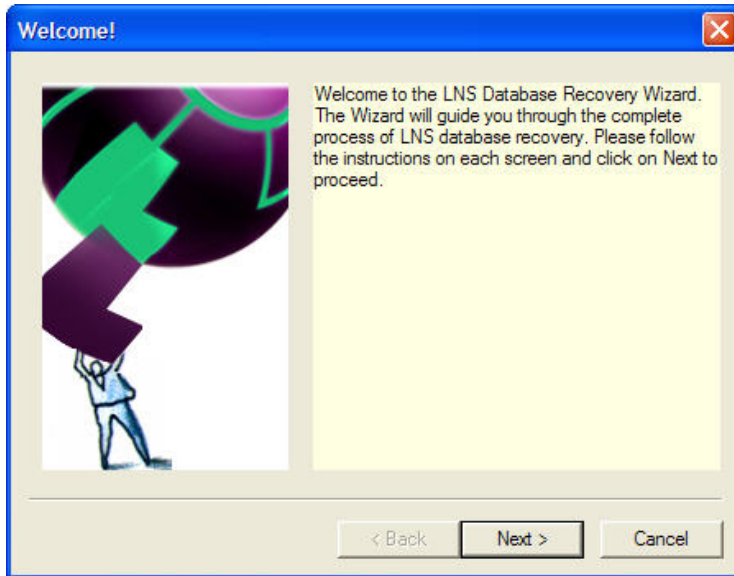 Welcome!
Welcome to the LNS Database Recovery Wizard.
The Wizard will guide you through the complete
process of LNS database recovery. Please follow
the instructions on each screen and click on Next to
proceed.
< Back
Next >
Cancel